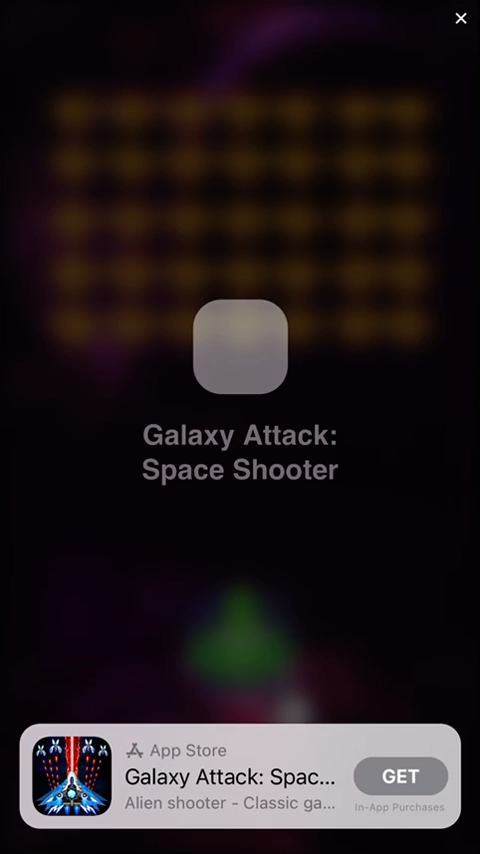 Galaxy Attack:
Space Shooter
App Store
Galaxy Attack: Spac...
GET
Alien shooter - Classic ga...
In-App Purchases